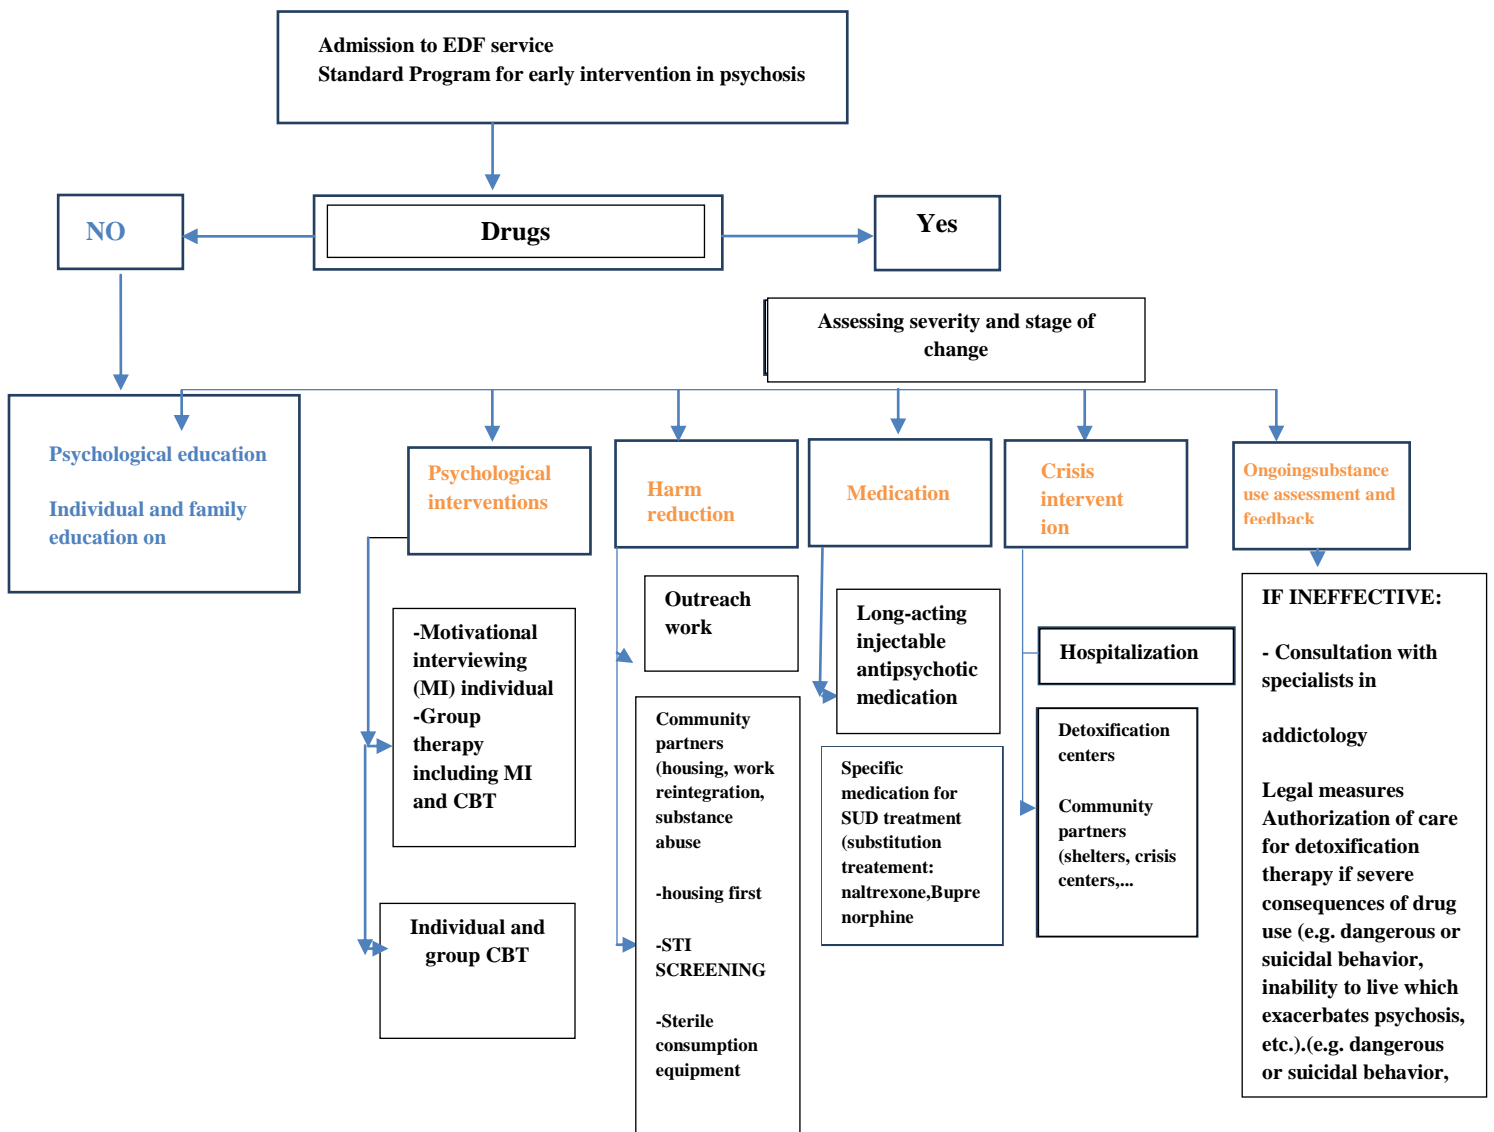 Admission to EDF service
Standard Program for early intervention in psychosis
NO
Drugs
Yes
Assessing severity and stage of
change
Psychological education
Individual and family
education on
Psychological
interventions
Harm
reduction
Medication
Crisis
intervent
ion
Ongoingsubstance
use assessment and
feedback
-Motivational
interviewing
(MI) individual
-Group
therapy
including MI
and CBT
Individual and
group CBT
Outreach
work
Community
partners
(housing, work
reintegration,
substance
abuse
-housing first
-STI
SCREENING
-Sterile
consumption
equipment
Long-acting
injectable
antipsychotic
medication
Specific
medication for
SUD treatment
(substitution
treatement:
naltrexone,Bupre
norphine
Hospitalization
Detoxification
centers
Community
partners
(shelters, crisis
centers,...
IF INEFFECTIVE:
- Consultation with
specialists in
addictology
Legal measures
Authorization of care
for detoxification
therapy if severe
consequences of drug
use (e.g. dangerous or
suicidal behavior,
inability to live which
exacerbates psychosis,
etc.).(e.g. dangerous
or suicidal behavior,